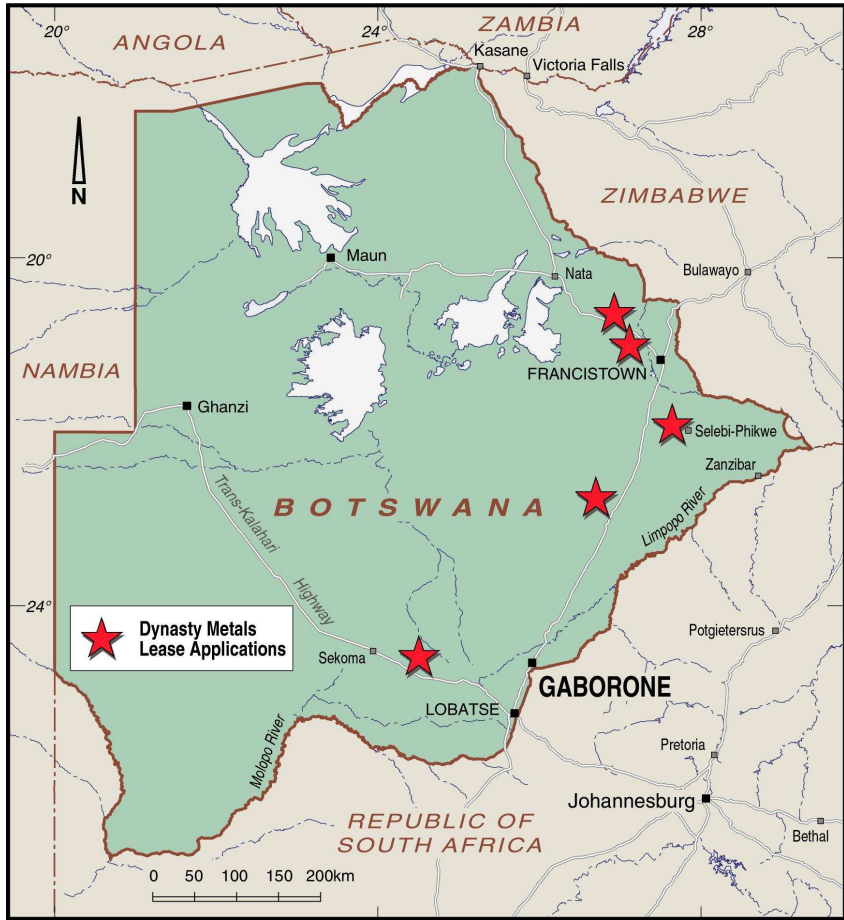 20°
24°
28°
ANGOLA
ZAMBIA
Kasane
Victoria Falls
N
ZIMBABWE
20°
Maun
Nata
Bulawayo
NAMBIA
FRANCISTOWN
Ghanzi
Selebi-Phikwe
Zanzibar
Trans-Kalahari
Highway
BOTSWANA
Limpopo River
24°
Dynasty Metals
Lease Applications
Sekoma
Potgietersrus
GABORONE
LOBATSE
Molopo River
Pretoria
Johannesburg
REPUBLIC OF
SOUTH AFRICA
Bethal
0 50 100 150 200km